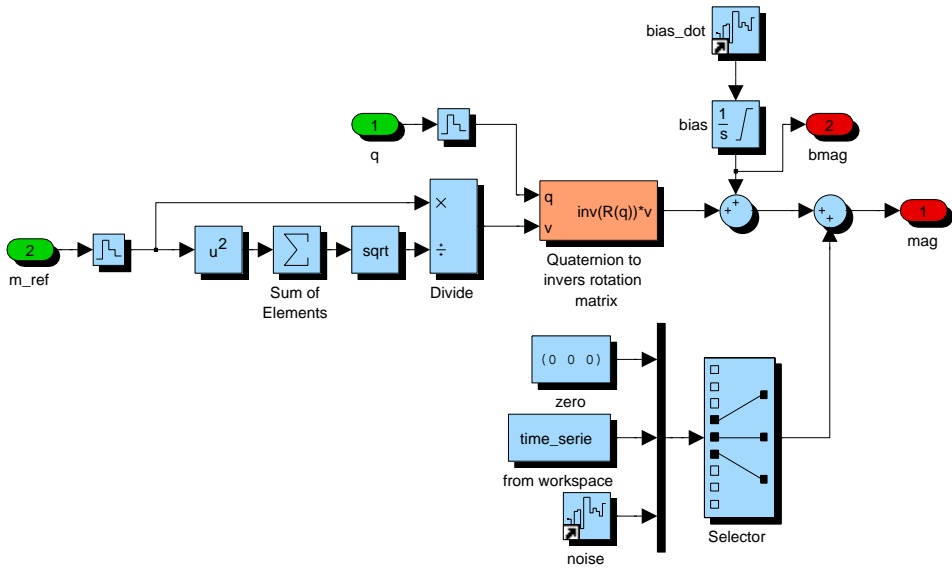 bias_dot
bias
1
s
2
bmag
1
q
q
v
inv(R(q))*v
Quaternion to
invers rotation
matrix
+
+
+
+
1
mag
2
m_ref
u²
Sum of
Elements
sqrt
×
÷
Divide
(0 0 0)
zero
time_serie
from workspace
noise
Selector